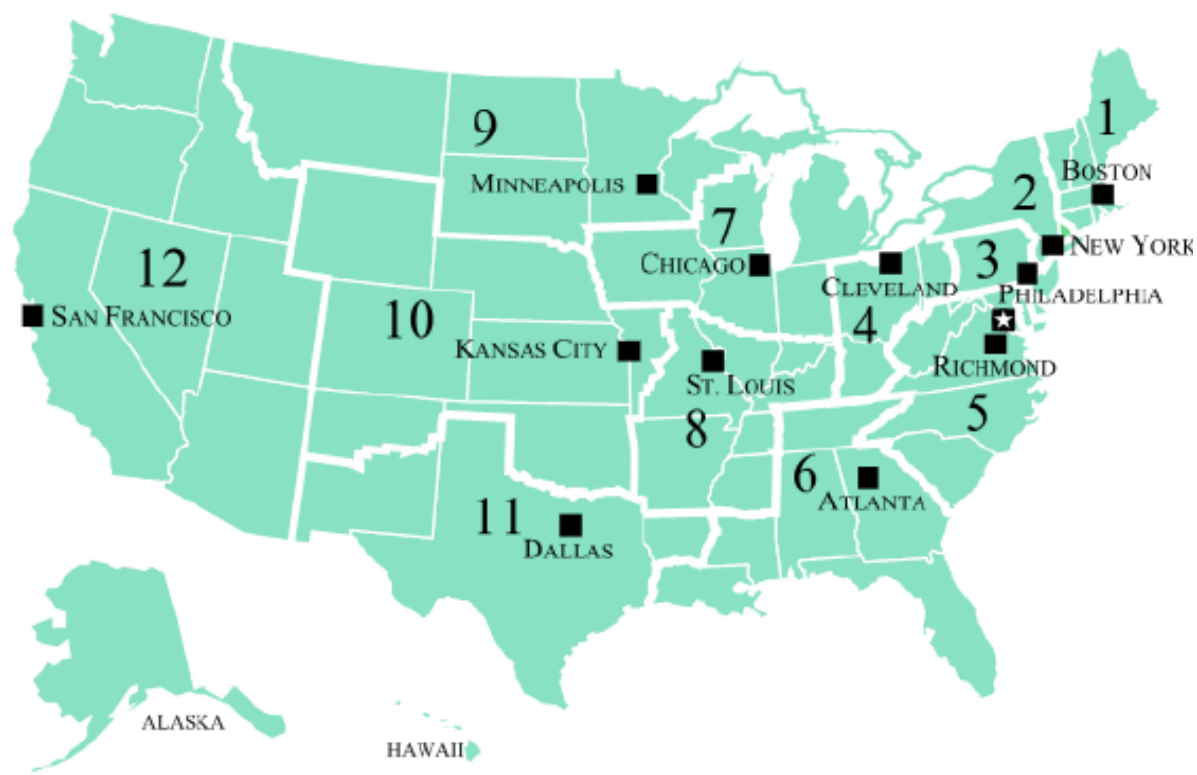 1
9
BOSTON
MINNEAPOLIS
2
7
NEW YORK
3
12
CHICAGO
CLEVELAND
PHILADELPHIA
SAN FRANCISCO
10
4
KANSAS CITY
RICHMOND
ST. LOUIS
5
8
6
ATLANTA
11
DALLAS
ALASKA
HAWAII